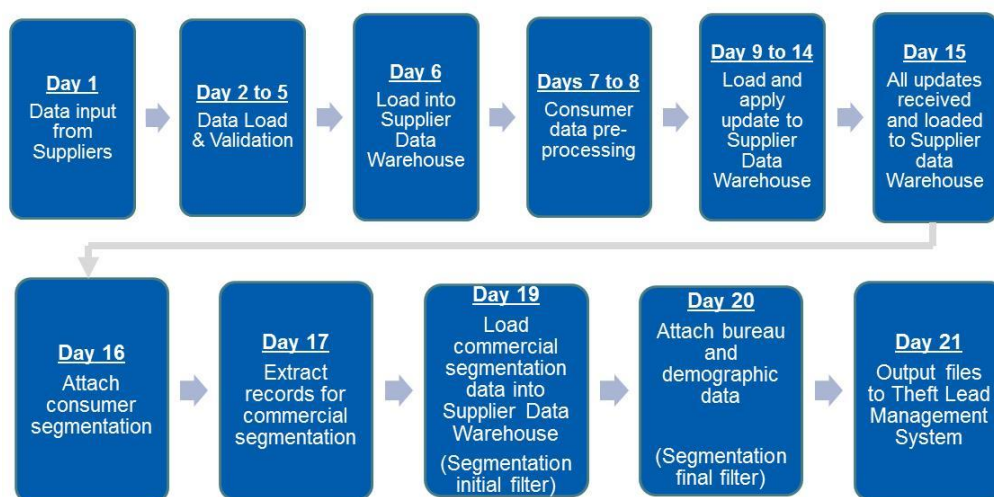 Day 1
Data input
from
Suppliers
Day 2 to 5
Data Load
& Validation
Day 6
Load into
Supplier
Data
Warehouse
Days 7 to 8
Consumer
data pre-
processing
Day 9 to 14
Load and
apply
update to
Supplier
Data
Warehouse
Day 15
All updates
received
and loaded
to Supplier
data
Warehouse
Day 16
Attach
consumer
segmentation
Day 17
Extract
records for
commercial
segmentation
Day 19
Load
commercial
segmentation
data into
Supplier Data
Warehouse
(Segmentation
initial filter)
Day 20
Attach bureau
and
demographic
data
(Segmentation
final filter)
Day 21
Output files
to Theft Lead
Management
System